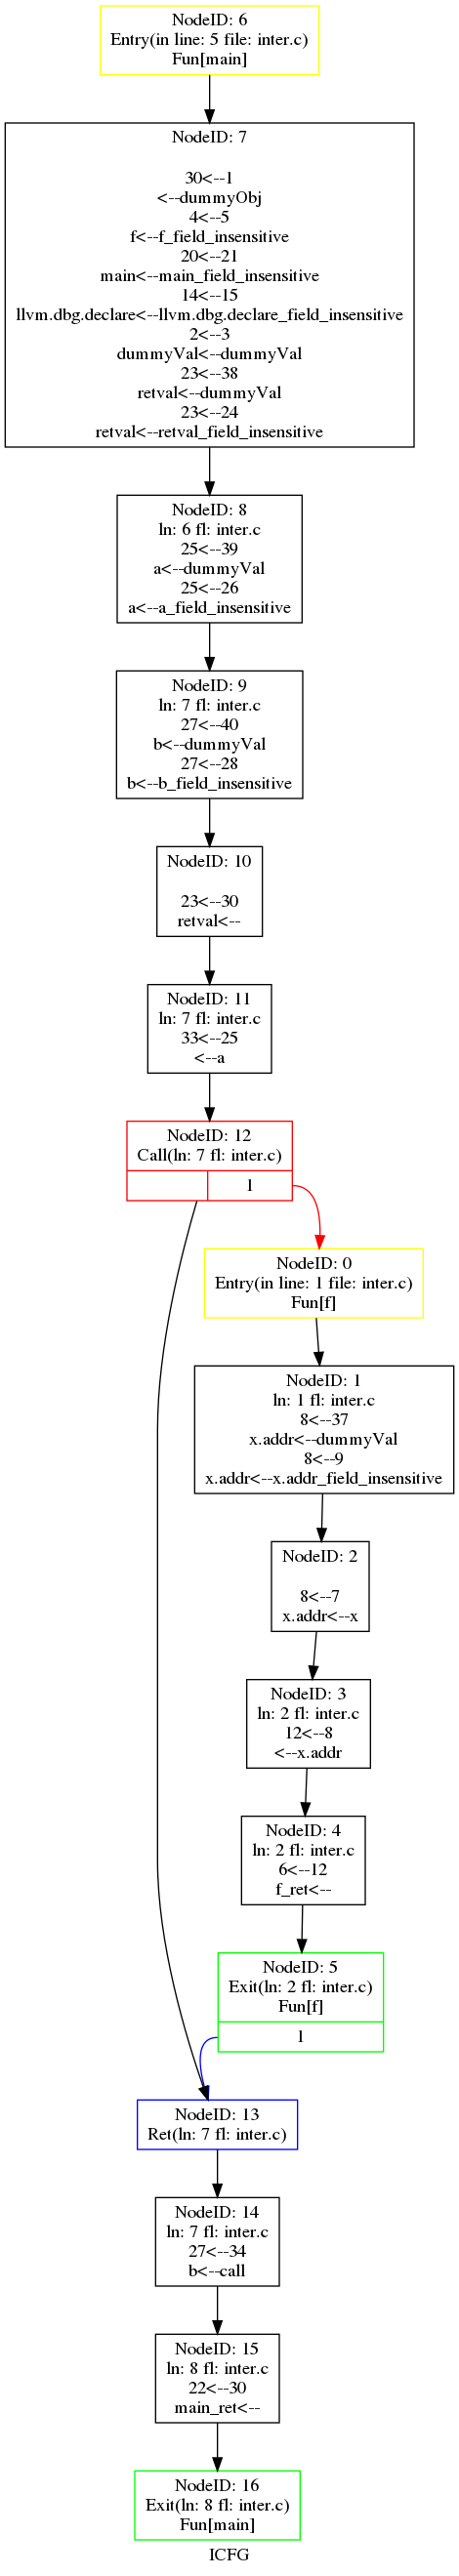 NodeID: 6
Entry(in line: 5 file: inter.c)
Fun[main]
NodeID: 7
30<--1
<--dummyObj
4<--5
f<--f_field_insensitive
20<--21
main<--main_field_insensitive
14<--15
llvm.dbg.declare<--llvm.dbg.declare_field_insensitive
2<--3
dummyVal<--dummyVal
23<--38
retval<--dummyVal
23<--24
retval<--retval_field_insensitive
NodeID: 8
ln: 6 fl: inter.c
25<--39
a<--dummyVal
25<--26
a<--a_field_insensitive
NodeID: 9
ln: 7 fl: inter.c
27<--40
b<--dummyVal
27<--28
b<--b_field_insensitive
NodeID: 10
23<--30
retval<--
NodeID: 11
ln: 7 fl: inter.c
33<--25
<--a
NodeID: 12
Call(ln: 7 fl: inter.c)
1
NodeID: 0
Entry(in line: 1 file: inter.c)
Fun[f]
NodeID: 1
ln: 1 fl: inter.c
8<--37
x.addr<--dummyVal
8<--9
x.addr<--x.addr_field_insensitive
NodeID: 2
8<--7
x.addr<--x
NodeID: 3
ln: 2 fl: inter.c
12<--8
<--x.addr
NodeID: 4
ln: 2 fl: inter.c
6<--12
f_ret<--
NodeID: 5
Exit(ln: 2 fl: inter.c)
Fun[f]
1
NodeID: 13
Ret(ln: 7 fl: inter.c)
NodeID: 14
ln: 7 fl: inter.c
27<--34
b<--call
NodeID: 15
ln: 8 fl: inter.c
22<--30
main_ret<--
NodeID: 16
Exit(ln: 8 fl: inter.c)
Fun[main]
ICFG